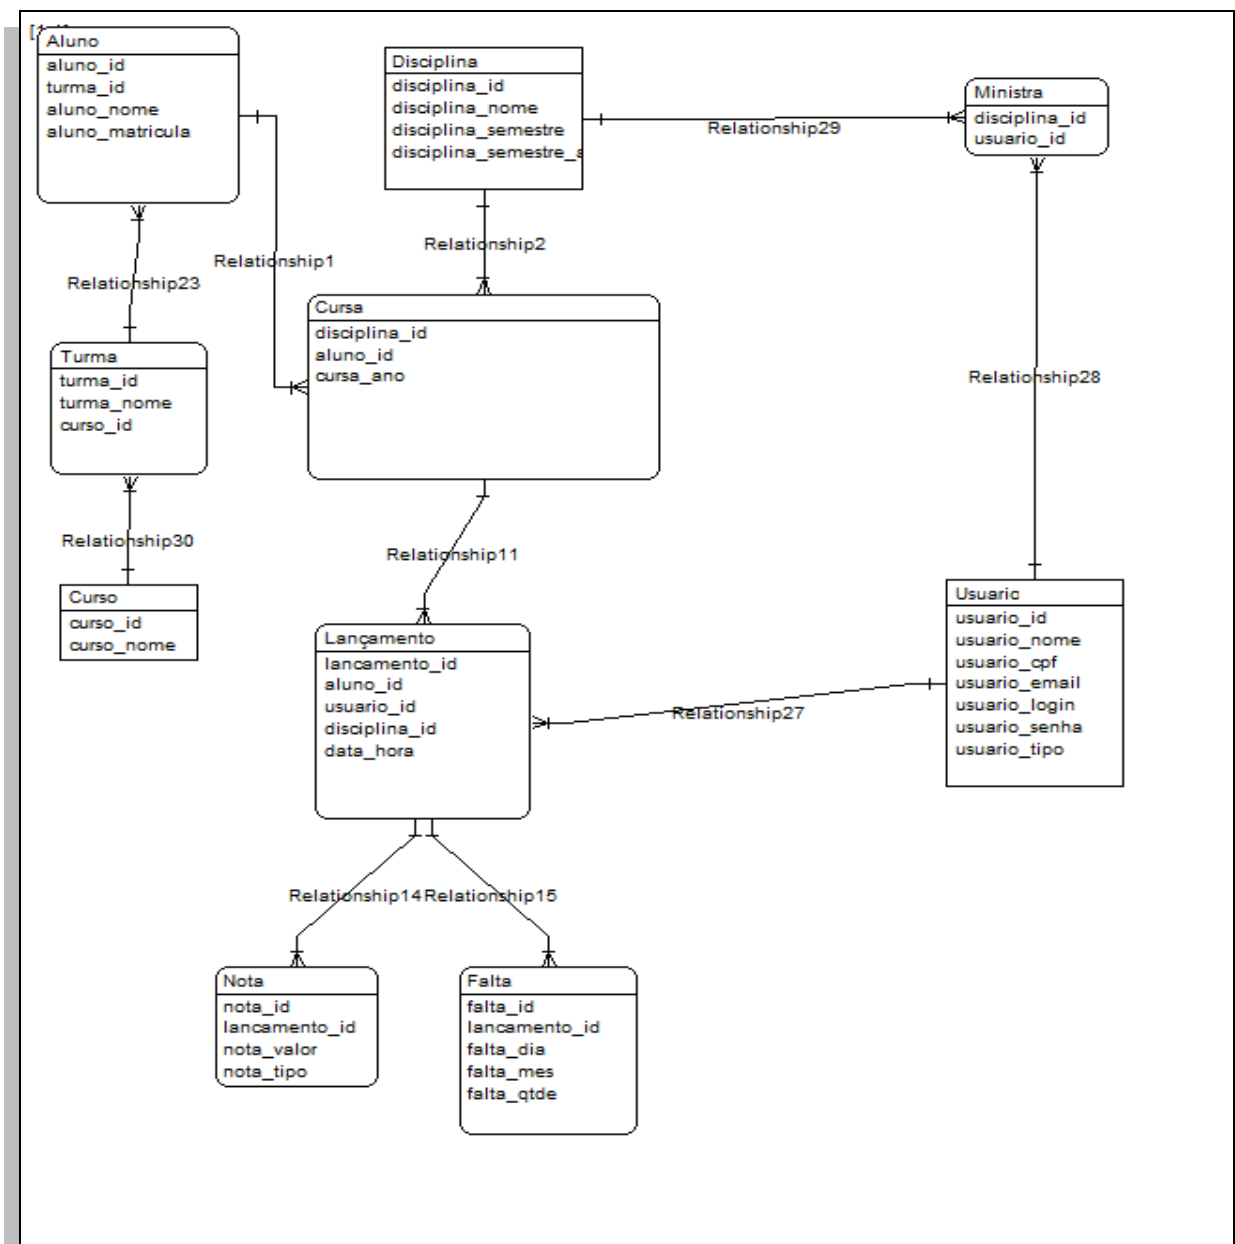 Aluno
aluno_id
turma_id
aluno_nome
aluno_matricula
Disciplina
disciplina_id
disciplina_nome
disciplina_semestre
disciplina_semestre_a
Ministra
disciplina_id
usuario_id
Relationship29
Relationship2
Relationship1
Relationship23
Cursa
disciplina_id
aluno_id
cursa_ano
Turma
turma_id
turma_nome
curso_id
Relationship28
Relationship30
Relationship11
Curso
curso_id
curso_nome
Usuario
usuario_id
usuario_nome
usuario_cpf
usuario_email
usuario_login
usuario_senha
usuario_tipo
Lançamento
lancamento_id
aluno_id
usuario_id
disciplina_id
data_hora
Relationship27
Relationship14
Relationship15
Nota
nota_id
lancamento_id
nota_valor
nota_tipo
Falta
falta_id
lancamento_id
falta_dia
falta_mes
falta_qtde